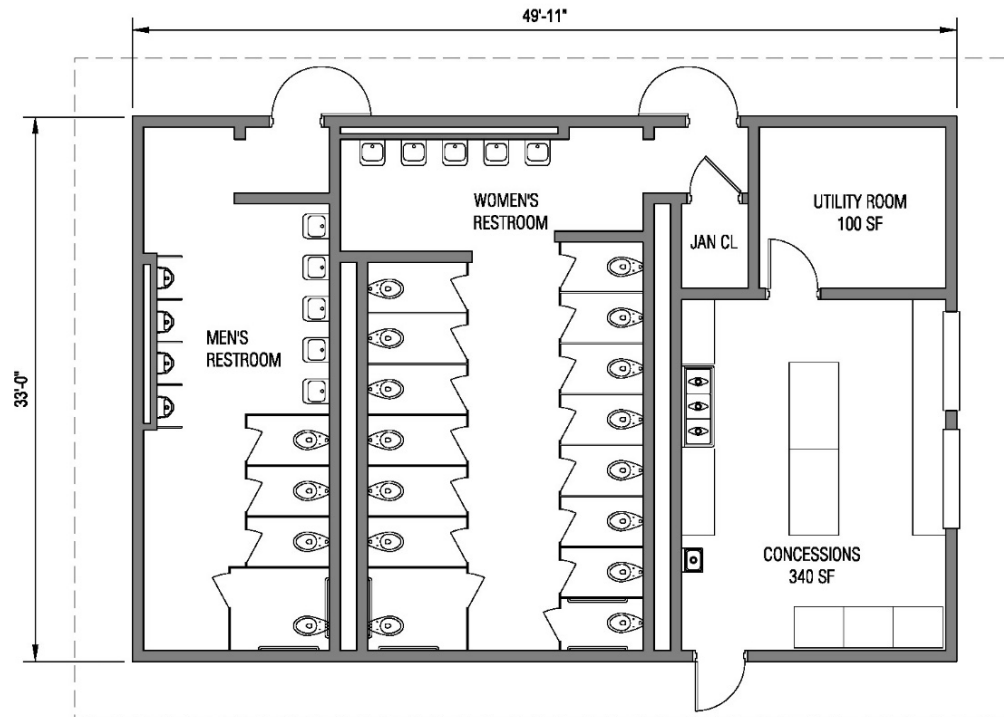 49'-11"
WOMEN'S
RESTROOM
UTILITY ROOM
100 SF
JAN CL
MEN'S
RESTROOM
33'-0"
CONCESSIONS
340 SF